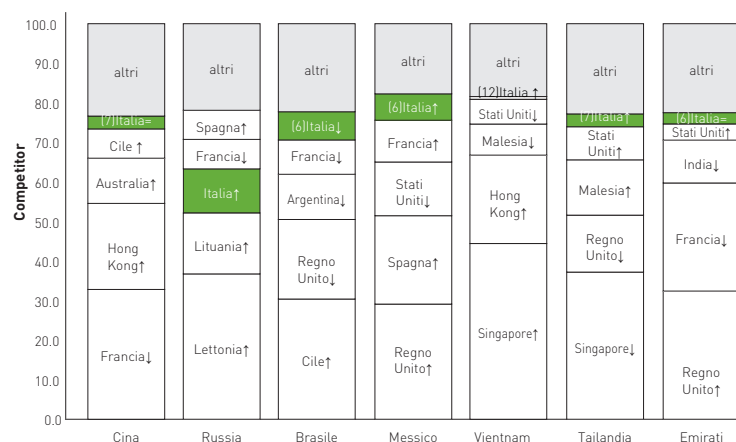 Competitor
100.0
90.0
80.0
70.0
60.0
50.0
40.0
30.0
20.0
10.0
0.0
altri
(7)Italia=
Cile ↑
Australia↑
Hong
Kong↑
Francia↓
Cina
altri
Spagna↑
Francia↓
Italia↑
Lituania↑
Lettonia↑
Russia
altri
(6)Italia↓
Francia↓
Argentina↓
Regno
Unito↓
Cile↑
Brasile
altri
(6)Italia↑
Francia↑
Stati
Uniti↓
Spagna↑
Regno
Unito↑
Messico
altri
(12)Italia ↑
Stati Uniti↓
Malesia↓
Hong
Kong↑
Singapore↑
Vientnam
altri
(7)Italia↑
Stati
Uniti↑
Malesia↑
Regno
Unito↓
Singapore↓
Tailandia
altri
(6)Italia=
Stati Uniti↑
India↓
Francia↓
Regno
Unito↑
Emirati